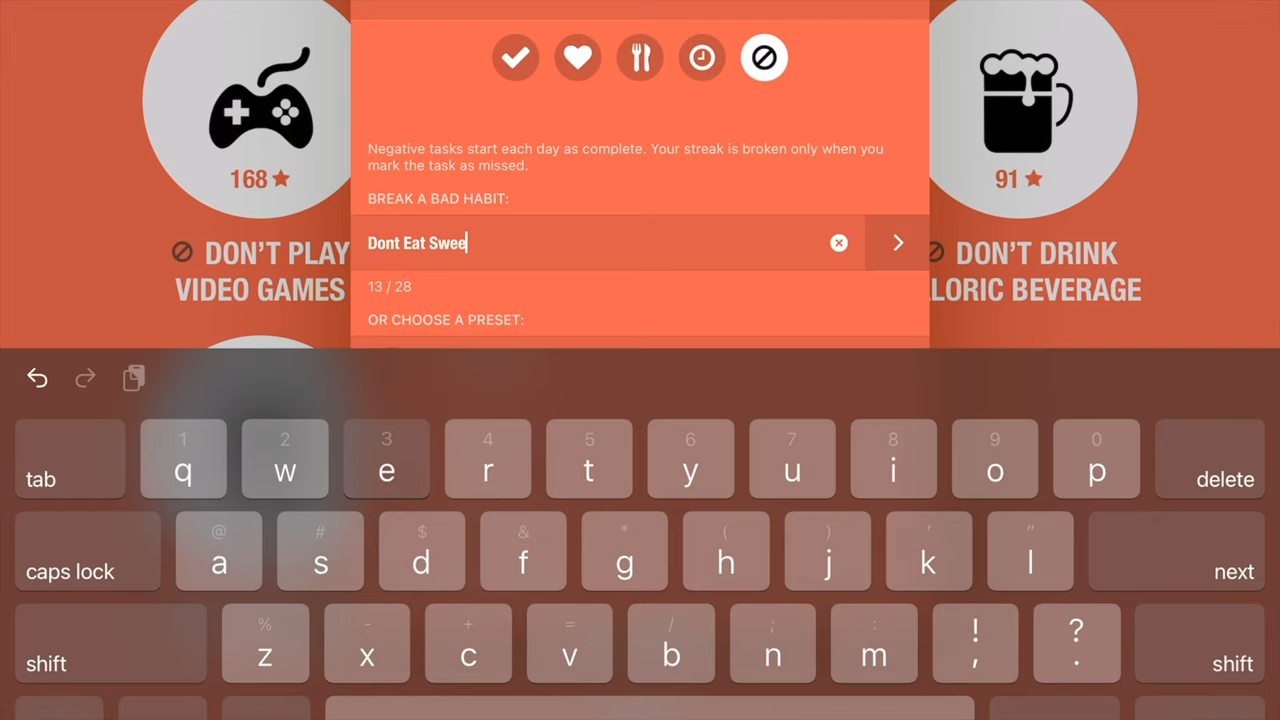 168
91
DON'T PLAY
VIDEO GAMES
DON'T DRINK
LORIC BEVERAGE
Negative tasks start each day as complete. Your streak is broken only when you
mark the task as missed.
BREAK A BAD HABIT:
Dont Eat Swee
13 / 28
OR CHOOSE A PRESET:
1 2 3 4 5 6 7 8 9 0
tab q w e r t y u i o p delete
@ # $ & * ( ) ' "
caps lock a s d f g h j k l next
% - + = / ; : ! ?
shift z x c v b n m , . shift